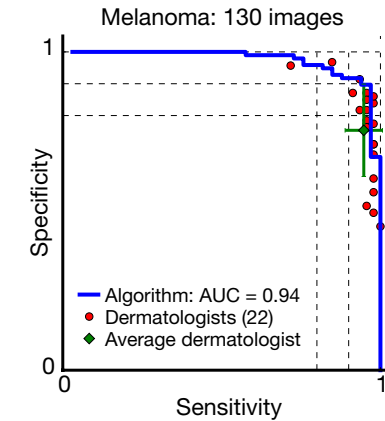 Melanoma: 130 images
1
Specificity
Algorithm: AUC = 0.94
Dermatologists (22)
Average dermatologist
0
0
1
Sensitivity